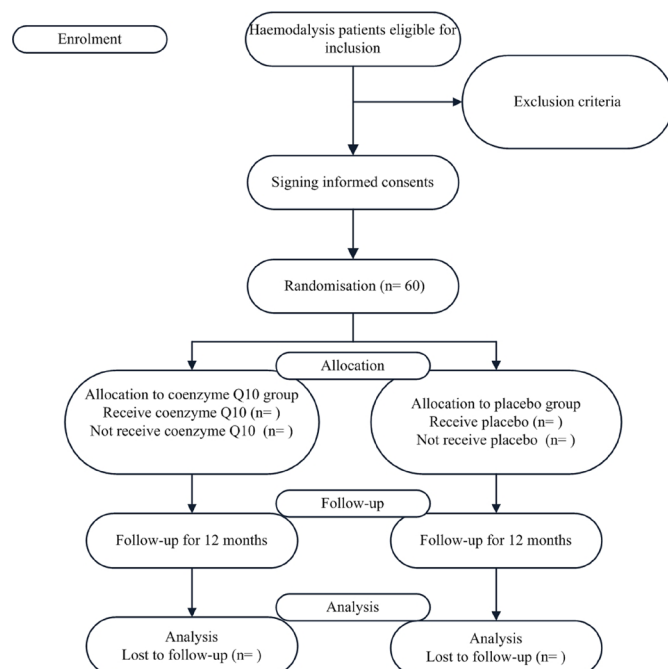 Enrolment
Haemodalysis patients eligible for
inclusion
Exclusion criteria
Signing informed consents
Randomisation (n= 60)
Allocation
Allocation to coenzyme Q10 group
Receive coenzyme Q10 (n= )
Not receive coenzyme Q10 (n= )
Allocation to placebo group
Receive placebo (n= )
Not receive placebo (n= )
Follow-up
Follow-up for 12 months
Follow-up for 12 months
Analysis
Analysis
Lost to follow-up (n= )
Analysis
Lost to follow-up (n= )